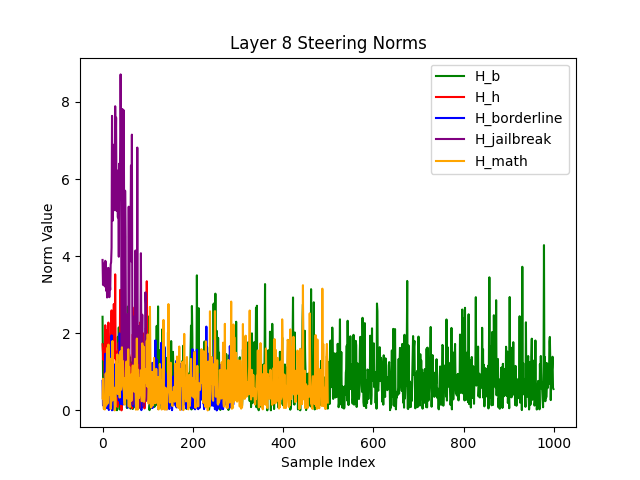 Layer 8 Steering Norms
H_b
H_h
H_borderline
H_jailbreak
H_math
Norm Value
8
6
4
2
0
0 200 400 600 800 1000
Sample Index